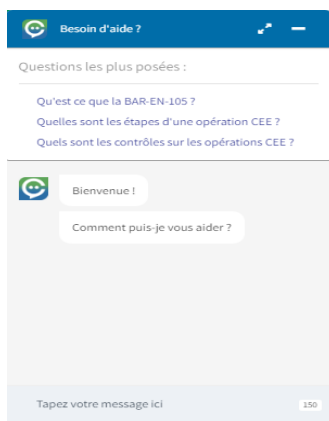 Besoin d'aide ?
Questions les plus posées :
Qu'est ce que la BAR-EN-105 ?
Quelles sont les étapes d'une opération CEE ?
Quels sont les contrôles sur les opérations CEE ?
Bienvenue !
Comment puis-je vous aider ?
Tapez votre message ici
150